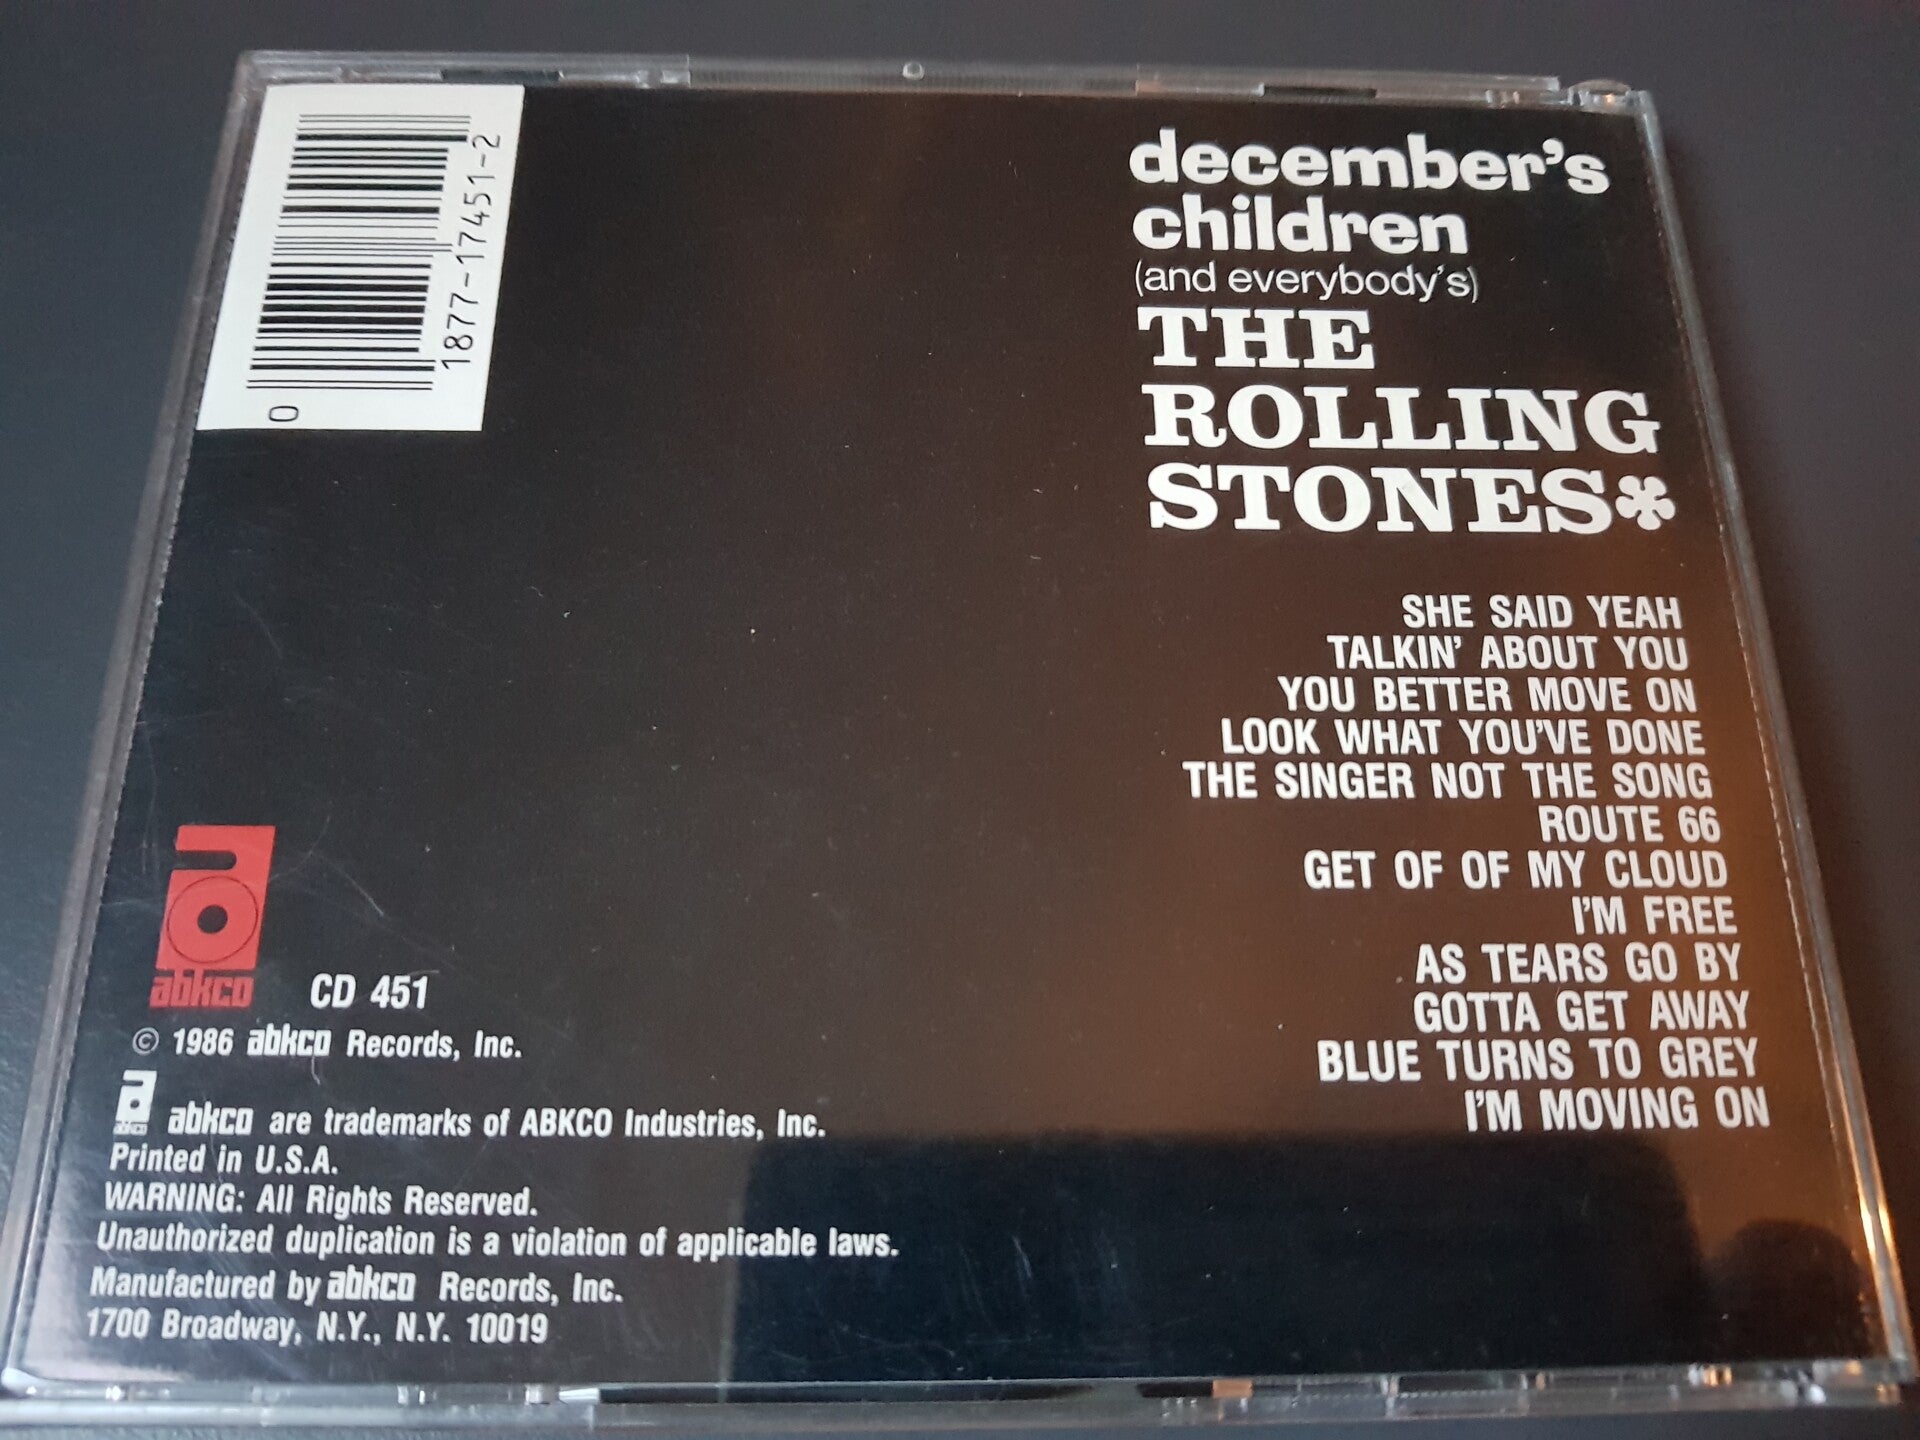 december's
children
(and everybody's)
THE
ROLLING
STONES
SHE SAID YEAH
TALKIN' ABOUT YOU
YOU BETTER MOVE ON
LOOK WHAT YOU'VE DONE
THE SINGER NOT THE SONG
ROUTE 66
GET OF OF MY CLOUD
I'M FREE
AS TEARS GO BY
GOTTA GET AWAY
BLUE TURNS TO GREY
I'M MOVING ON
1877-17451-2
0
abkco
CD 451
© 1986 abkco Records, Inc.
abkco abkco are trademarks of ABKCO Industries, Inc.
Printed in U.S.A.
WARNING: All Rights Reserved.
Unauthorized duplication is a violation of applicable laws.
Manufactured by abkco Records, Inc.
1700 Broadway, N.Y., N.Y. 10019